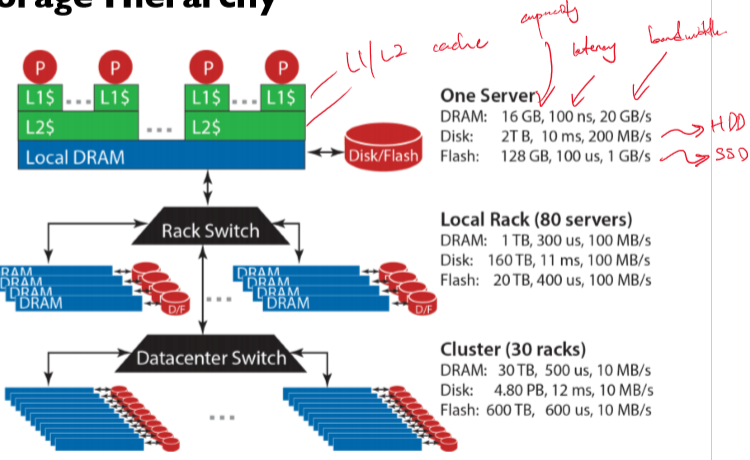 orage Hierarchy
capacity
latency
bandwidth
L1/L2 cache
P P P P
L1$ L1$ L1$ L1$
L2$ L2$
Local DRAM
Disk/Flash
One Server
DRAM: 16 GB, 100 ns, 20 GB/s
Disk: 2T B, 10 ms, 200 MB/s
HDD
Flash: 128 GB, 100 us, 1 GB/s
SSD
Rack Switch
Local Rack (80 servers)
DRAM: 1 TB, 300 us, 100 MB/s
Disk: 160 TB, 11 ms, 100 MB/s
Flash: 20 TB, 400 us, 100 MB/s
RAM
DRAM
DRAM
DRAM
D/F
DRAM
DRAM
DRAM
DRAM
D/F
Datacenter Switch
Cluster (30 racks)
DRAM: 30 TB, 500 us, 10 MB/s
Disk: 4.80 PB, 12 ms, 10 MB/s
Flash: 600 TB, 600 us, 10 MB/s